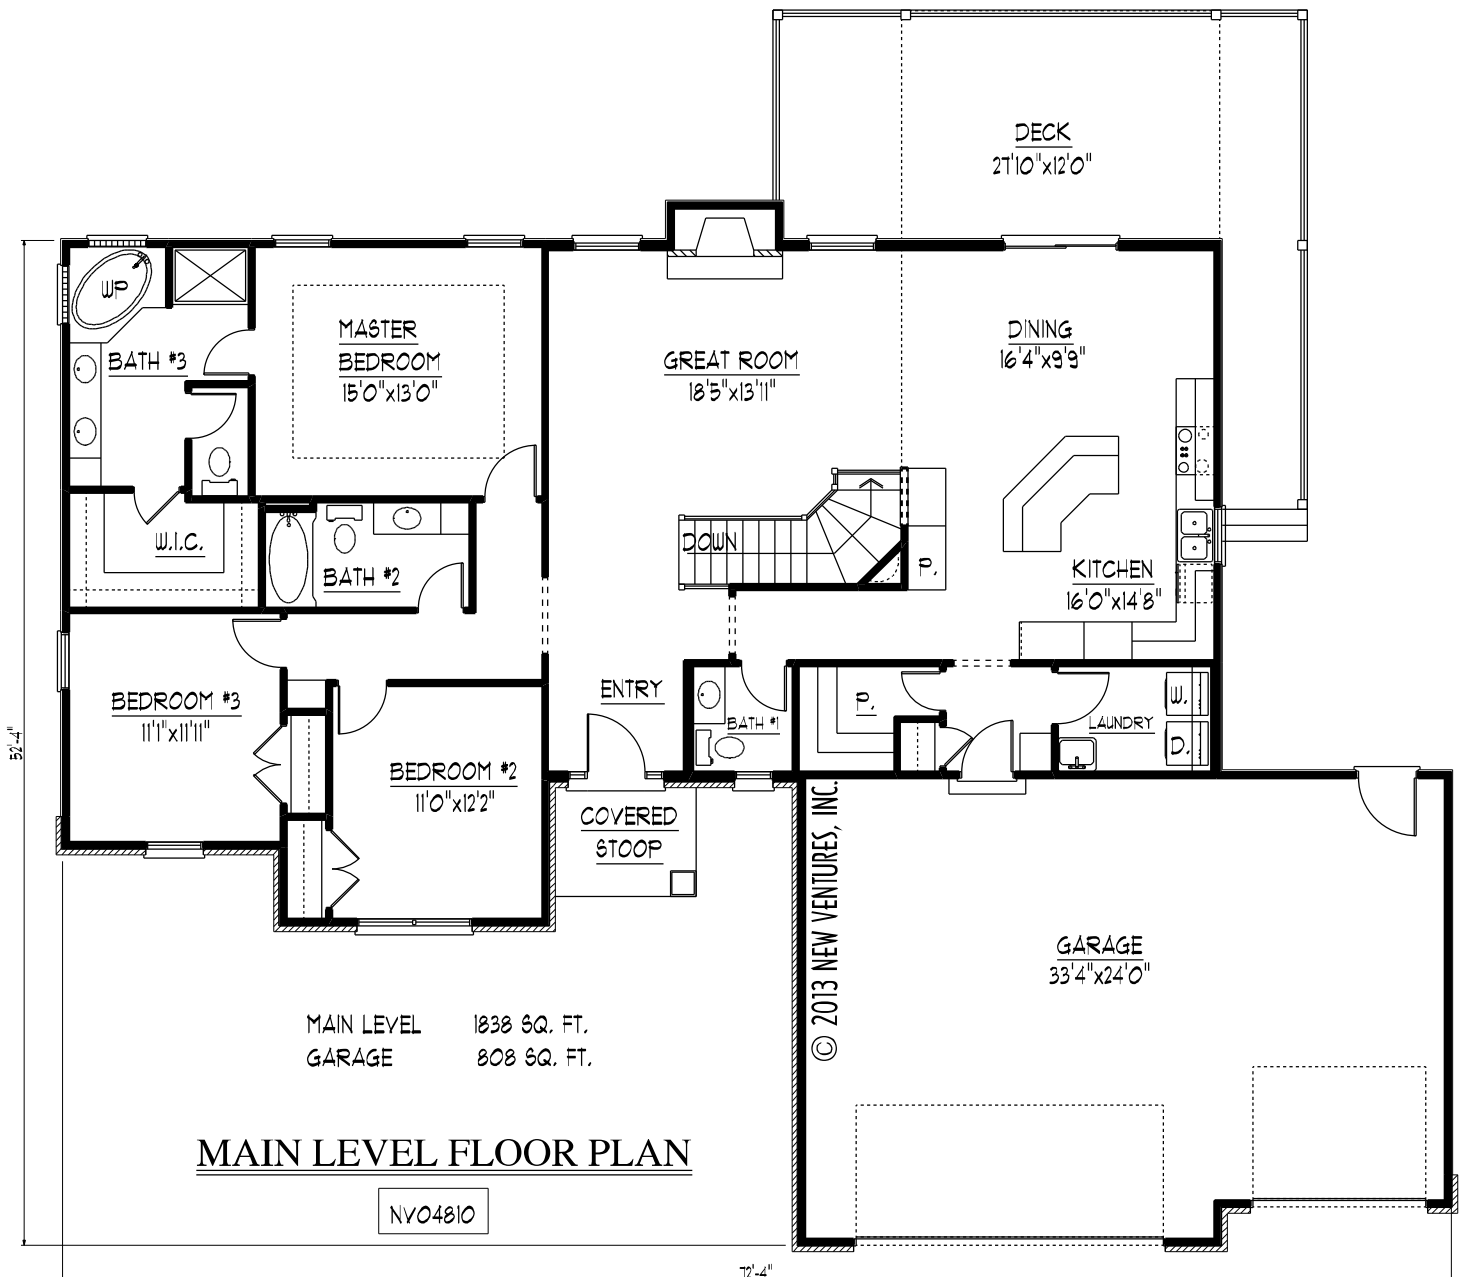 DECK
27'10"x12'0"
WP
MASTER
BEDROOM
15'0"x13'0"
BATH #3
GREAT ROOM
18'5"x13'11"
DINING
16'4"x9'9"
W.I.C.
DOWN
BATH #2
P.
KITCHEN
16'0"x14'8"
BEDROOM #3
11'1"x11'11"
ENTRY
BATH #1
P.
LAUNDRY
W.
D.
BEDROOM #2
11'0"x12'2"
COVERED
STOOP
52'-4"
© 2013 NEW VENTURES, INC.
GARAGE
33'4"x24'0"
MAIN LEVEL 1838 SQ. FT.
GARAGE 808 SQ. FT.
MAIN LEVEL FLOOR PLAN
NV04810
72'-4"